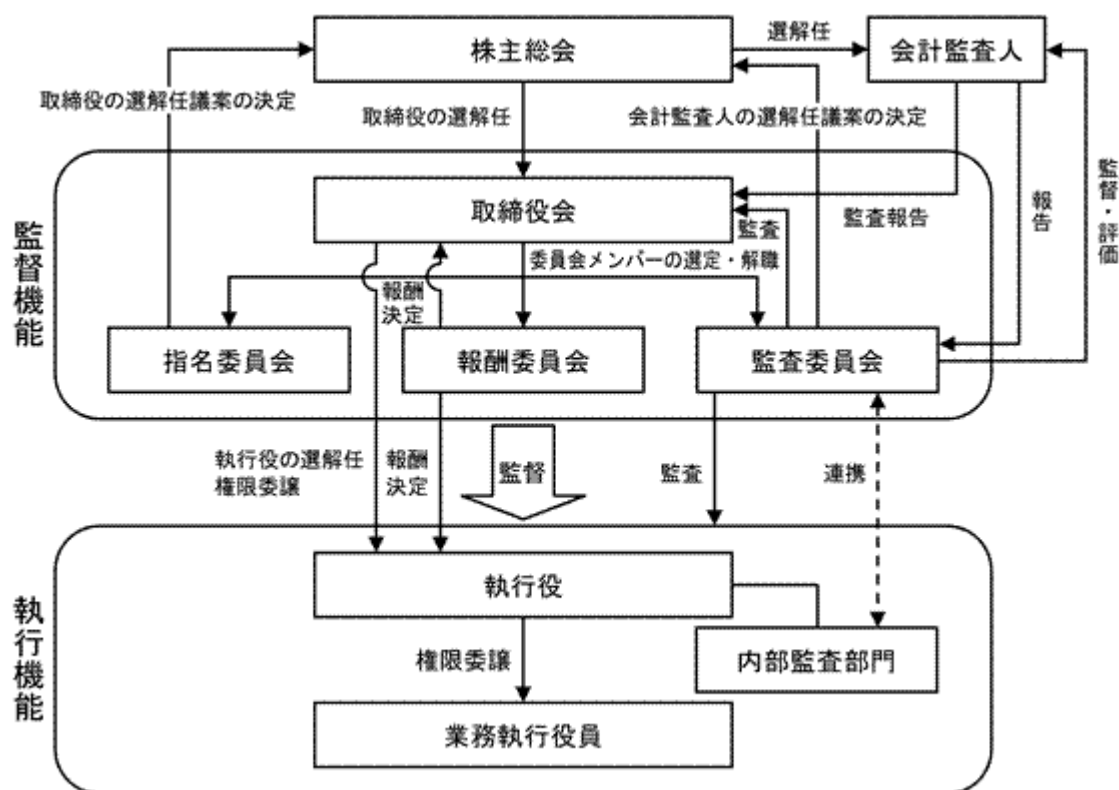 株主総会
選解任
会計監査人
取締役の選解任議案の決定
取締役の選解任
会計監査人の選解任議案の決定
監督機能
取締役会
監査
監査報告
報告
監督・評価
委員会メンバーの選定・解職
報酬
決定
指名委員会
報酬委員会
監査委員会
執行役の選解任
権限委譲
報酬
決定
監督
監査
連携
執行機能
執行役
権限委譲
内部監査部門
業務執行役員